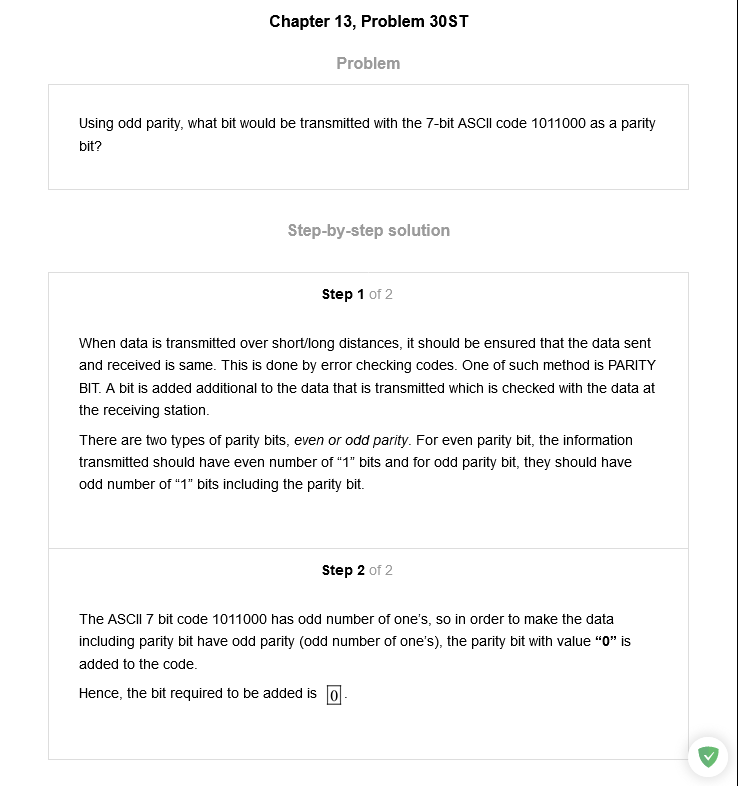 Chapter 13, Problem 30ST
Problem
Using odd parity, what bit would be transmitted with the 7-bit ASCII code 1011000 as a parity
bit?
Step-by-step solution
Step 1 of 2
When data is transmitted over short/long distances, it should be ensured that the data sent
and received is same. This is done by error checking codes. One of such method is PARITY
BIT. A bit is added additional to the data that is transmitted which is checked with the data at
the receiving station.
There are two types of parity bits, even or odd parity. For even parity bit, the information
transmitted should have even number of “1” bits and for odd parity bit, they should have
odd number of “1” bits including the parity bit.
Step 2 of 2
The ASCII 7 bit code 1011000 has odd number of one’s, so in order to make the data
including parity bit have odd parity (odd number of one’s), the parity bit with value “0” is
added to the code.
Hence, the bit required to be added is 0.